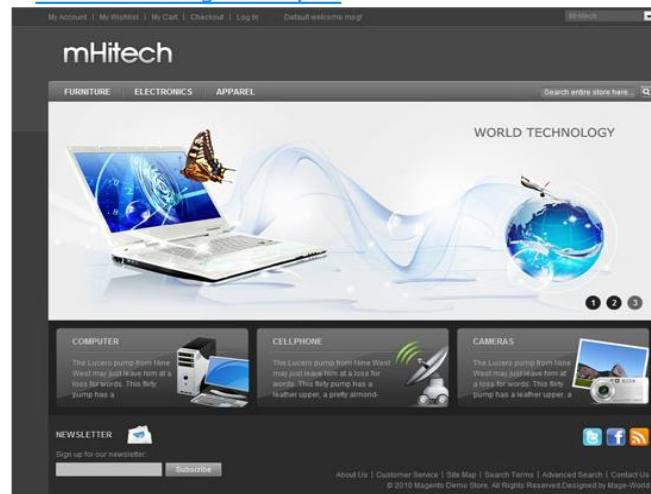 My Account | My Wishlist | My Cart | Checkout | Log In Default welcome msg!
mHitech
mHitech
FURNITURE ELECTRONICS APPAREL
Search entire store here...
WORLD TECHNOLOGY
1 2 3
COMPUTER
The Lucero pump from Nine
West may just leave him at a
loss for words. This flirty
pump has a
CELLPHONE
The Lucero pump from Nine West
may just leave him at a loss for
words. This flirty pump has a
leather upper, a pretty almond-
CAMERAS
The Lucero pump from Nine
West may just leave him at
a loss for words. This flirty
pump has a leather upper, a
NEWSLETTER
Sign up for our newsletter:
Subscribe
About Us | Customer Service | Site Map | Search Terms | Advanced Search | Contact Us
© 2010 Magento Demo Store. All Rights Reserved.Designed by Mage-World